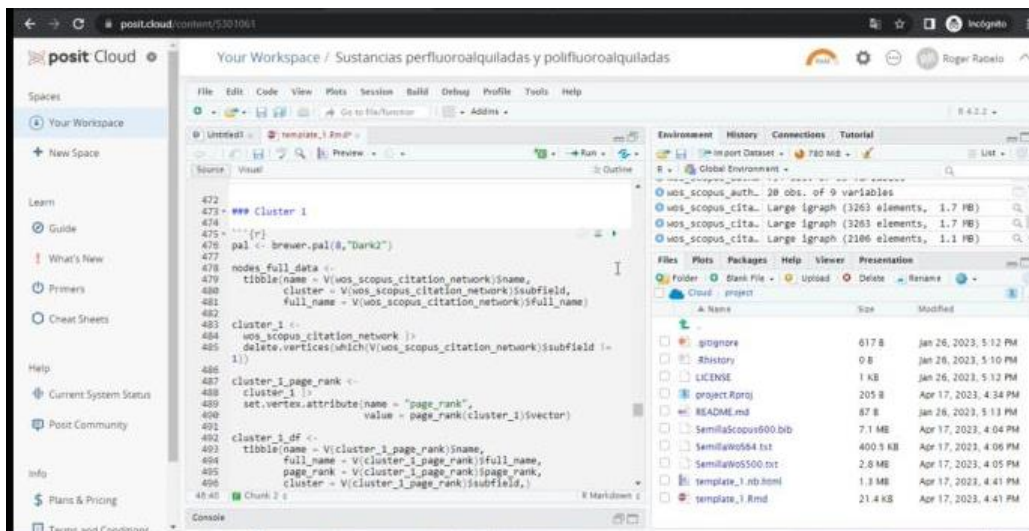 posit.cloud/content/5301061
Incógnito
posit Cloud
Your Workspace / Sustancias perfluoroalquiladas y polifluoroalquiladas
Roger Rabelo
Spaces
Your Workspace
New Space
Learn
Guide
What's New
Primers
Cheat Sheets
Help
Current System Status
Posit Community
Info
Plans & Pricing
Terms and Conditions
File Edit Code View Plots Session Build Debug Profile Tools Help
Go to file/function
Addins
R 4.2.2
Untitled1
template_1.Rmd*
Preview
Run
Source Visual
Outline
472
473 ### Cluster 1
474
475 ```{r}
476 pal <- brewer.pal(8,"Dark2")
477
478 nodes_full_data <-
479 tibble(name = V(wos_scopus_citation_network)$name,
480 cluster = V(wos_scopus_citation_network)$subfield,
481 full_name = V(wos_scopus_citation_network)$full_name)
482
483 cluster_1 <-
484 wos_scopus_citation_network |>
485 delete.vertices(which(V(wos_scopus_citation_network)$subfield !=
1))
486
487 cluster_1_page_rank <-
488 cluster_1 |>
489 set.vertex.attribute(name = "page_rank",
490 value = page_rank(cluster_1)$vector)
491
492 cluster_1_df <-
493 tibble(name = V(cluster_1_page_rank)$name,
494 full_name = V(cluster_1_page_rank)$full_name,
495 page_rank = V(cluster_1_page_rank)$page_rank,
496 cluster = V(cluster_1_page_rank)$subfield,)
48:40 Chunk 2
R Markdown
Console
Environment History Connections Tutorial
Import Dataset 780 MiB
List
R Global Environment
wos_scopus_auth… 20 obs. of 9 variables
wos_scopus_cita… Large igraph (3263 elements, 1.7 MB)
wos_scopus_cita… Large igraph (3263 elements, 1.7 MB)
wos_scopus_cita… Large igraph (2106 elements, 1.1 MB)
Files Plots Packages Help Viewer Presentation
Folder Blank File Upload Delete Rename
Cloud project
Name Size Modified
..
.gitignore 617 B Jan 26, 2023, 5:12 PM
.Rhistory 0 B Jan 26, 2023, 5:10 PM
LICENSE 1 KB Jan 26, 2023, 5:12 PM
project.Rproj 205 B Apr 17, 2023, 4:34 PM
README.md 87 B Jan 26, 2023, 5:13 PM
SemillaScopus600.bib 7.1 MB Apr 17, 2023, 4:04 PM
SemillaWoS64.txt 400.5 KB Apr 17, 2023, 4:06 PM
SemillaWoS500.txt 2.8 MB Apr 17, 2023, 4:05 PM
template_1.nb.html 1.3 MB Apr 17, 2023, 4:41 PM
template_1.Rmd 21.4 KB Apr 17, 2023, 4:41 PM